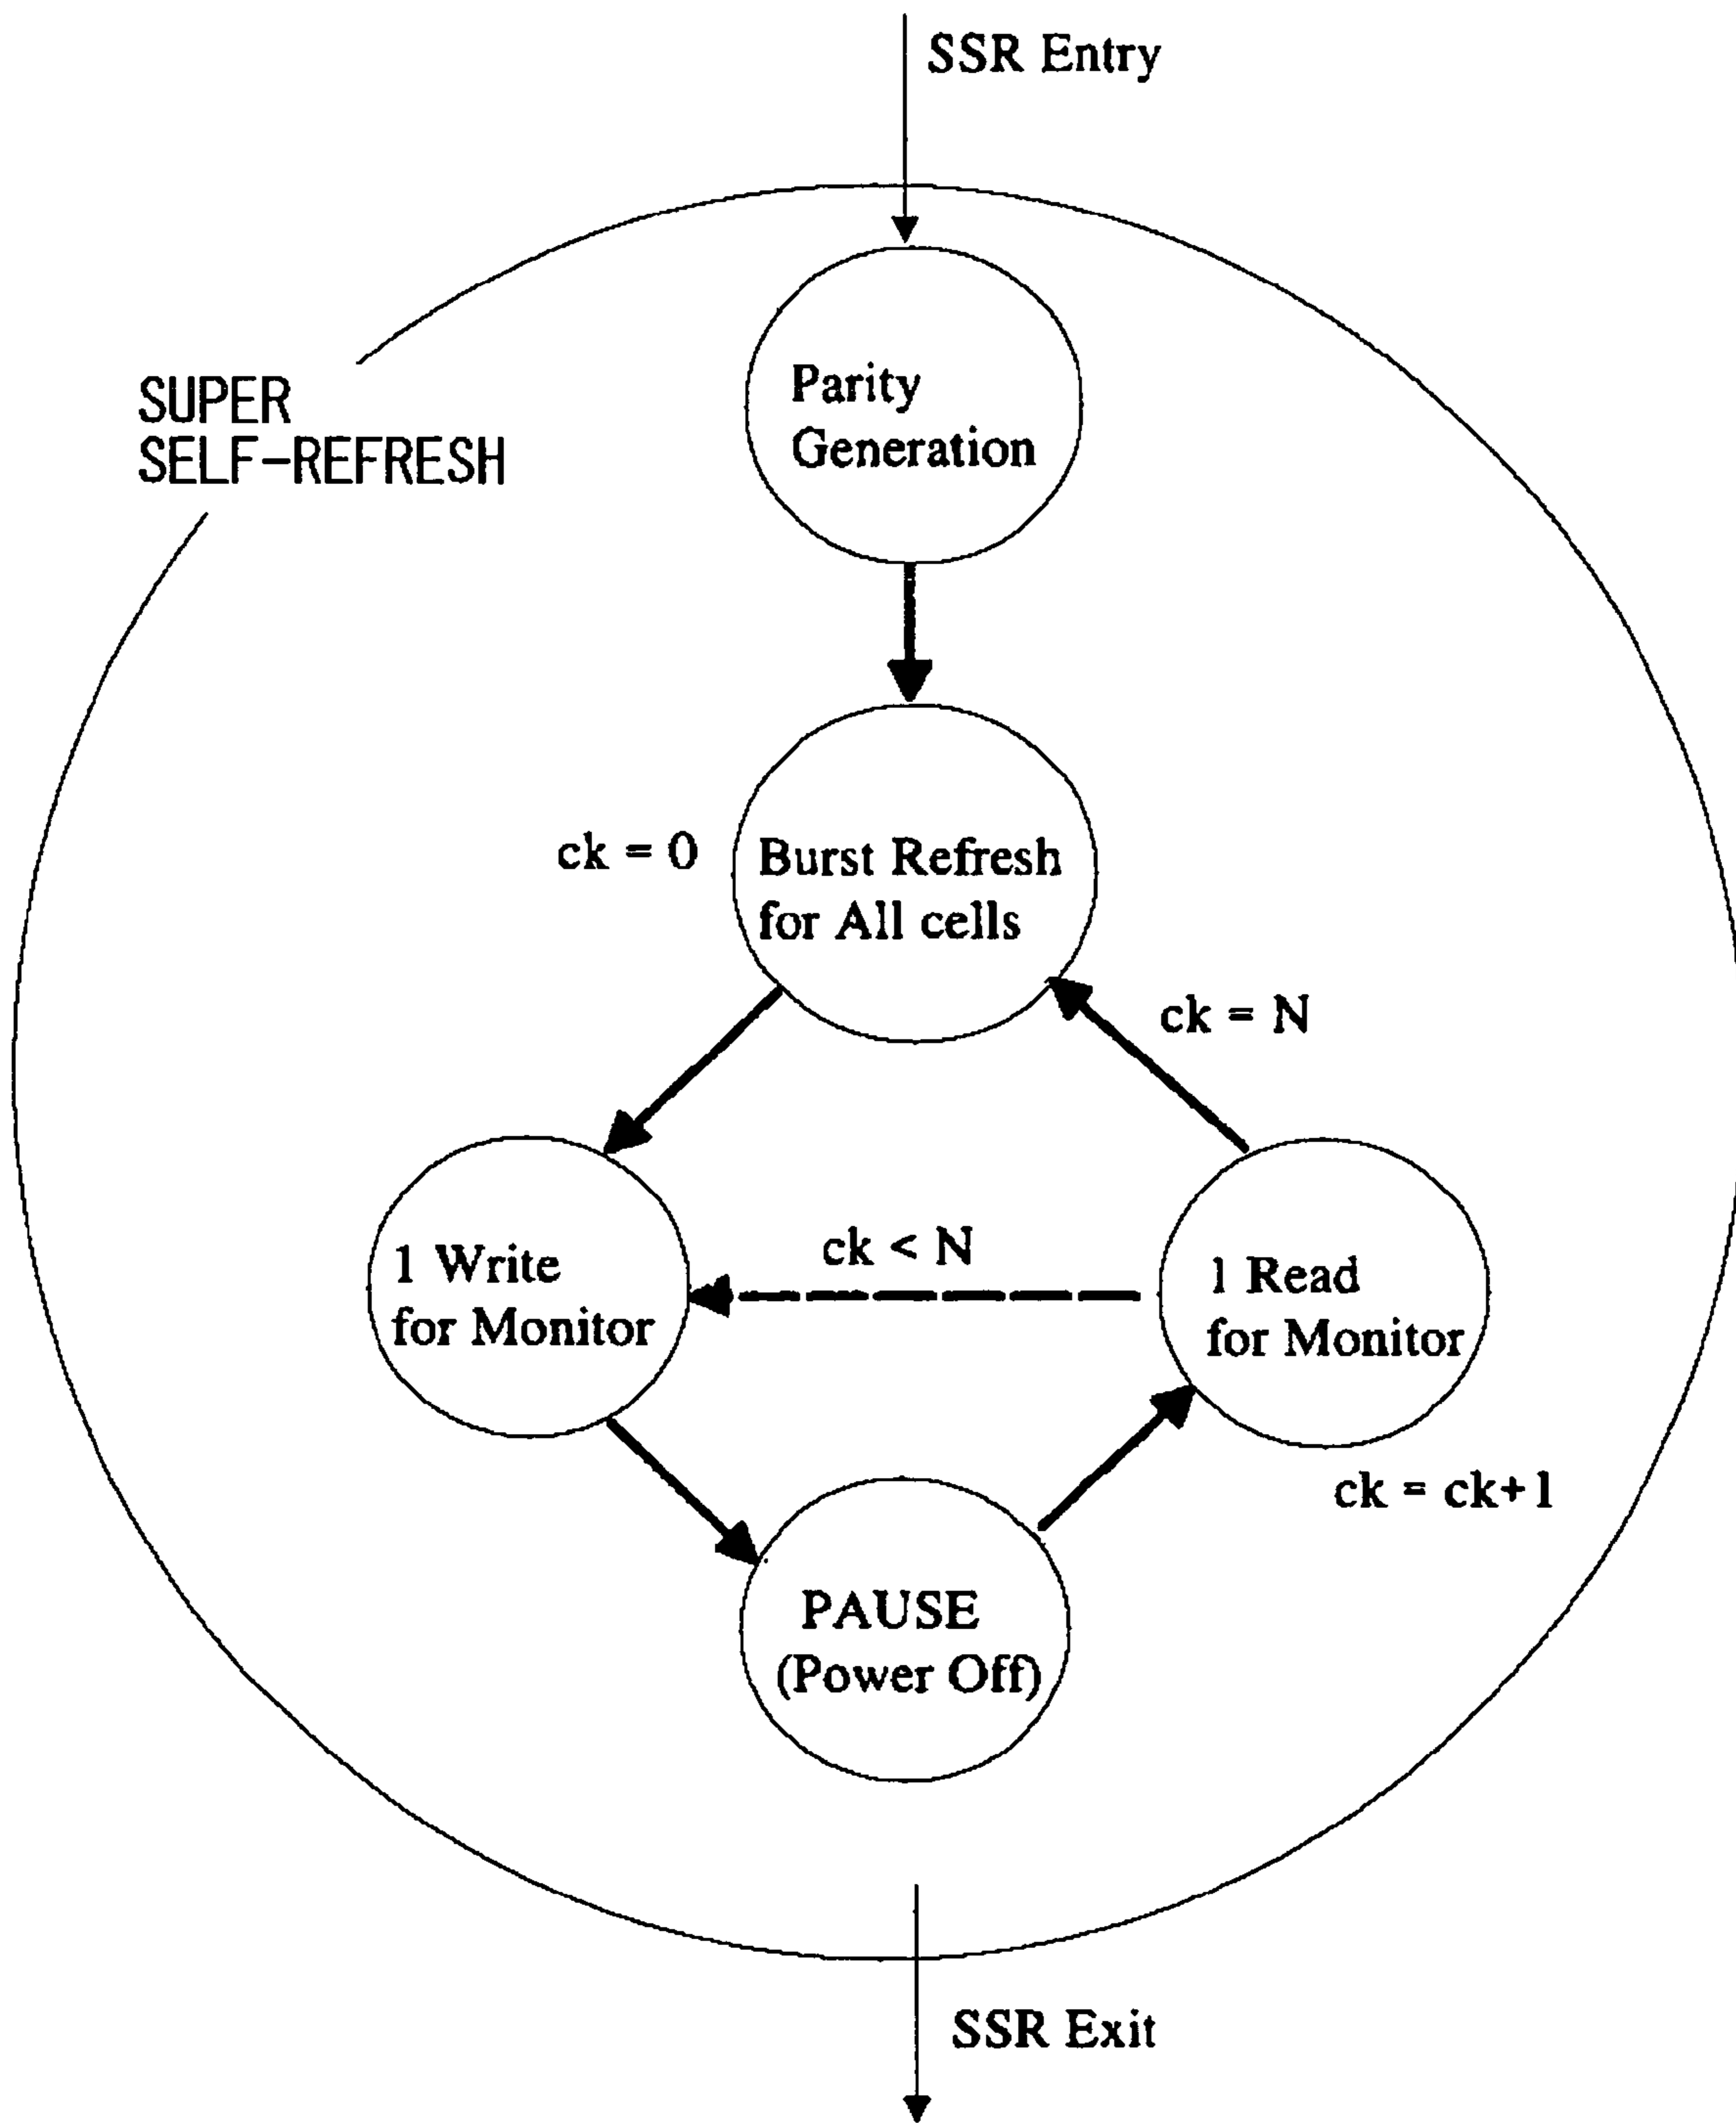 SSR Entry
SUPER
SELF-REFRESH
Parity
Generation
ck = 0
Burst Refresh
for All cells
ck = N
1 Write
for Monitor
ck < N
1 Read
for Monitor
ck = ck+1
PAUSE
(Power Off)
SSR Exit